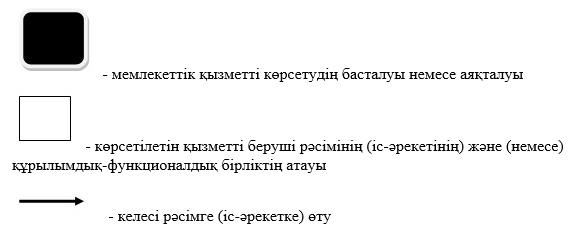 - мемлекеттік қызметті көрсетудің басталуы немесе аяқталуы
- көрсетілетін қызметті беруші рәсімінің (іс-әрекетінің) және (немесе)
құрылымдық-функционалдық бірліктің атауы
- келесі рәсімге (іс-әрекетке) өту